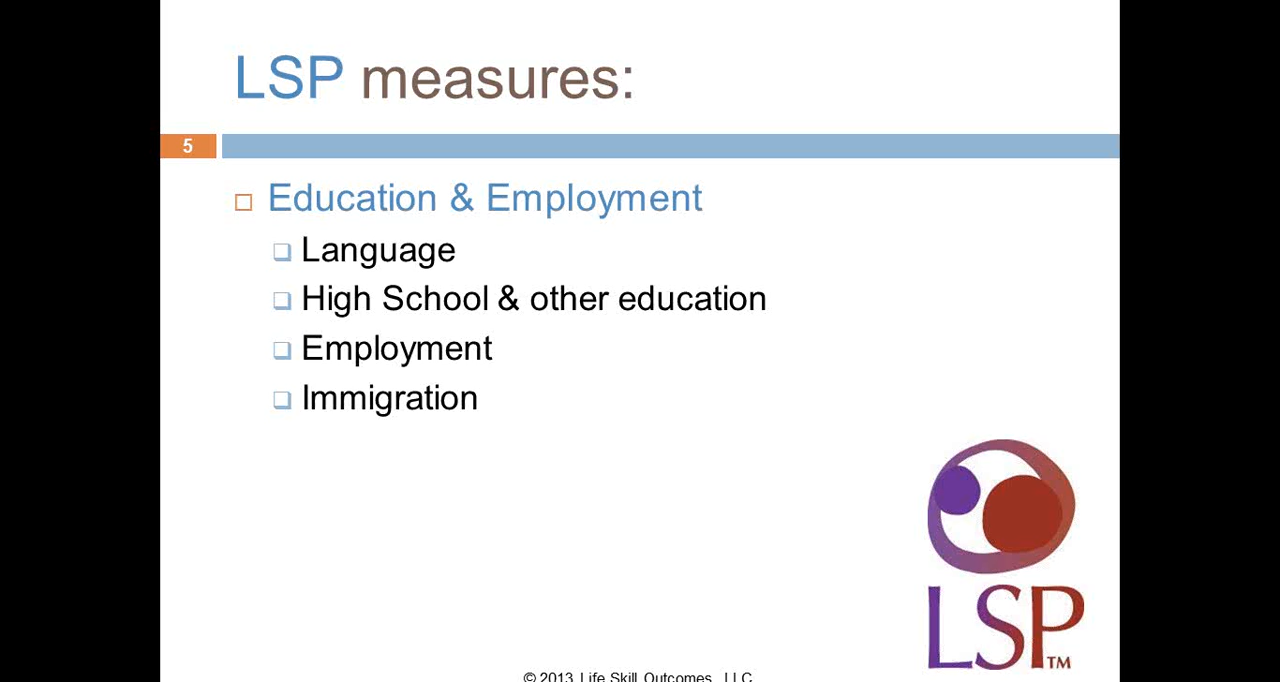 LSP measures:
5
Education & Employment
Language
High School & other education
Employment
Immigration
LSP™
© 2013 Life Skill Outcomes, LLC